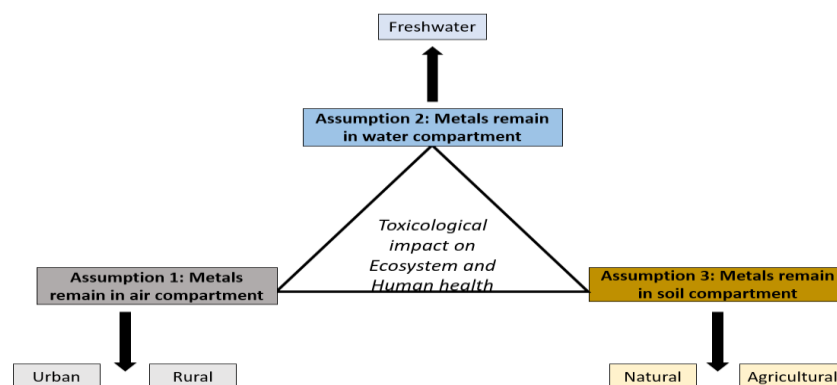 Freshwater
Assumption 2: Metals remain
in water compartment
Toxicological
impact on
Ecosystem and
Human health
Assumption 1: Metals
remain in air compartment
Assumption 3: Metals remain
in soil compartment
Urban
Rural
Natural
Agricultural